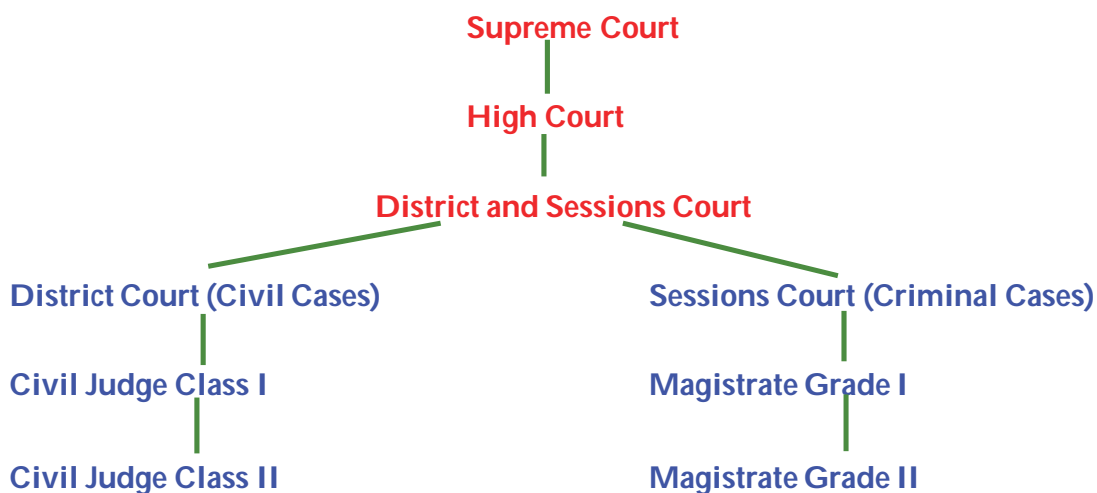 Supreme Court
High Court
District and Sessions Court
District Court (Civil Cases)
Sessions Court (Criminal Cases)
Civil Judge Class I
Magistrate Grade I
Civil Judge Class II
Magistrate Grade II